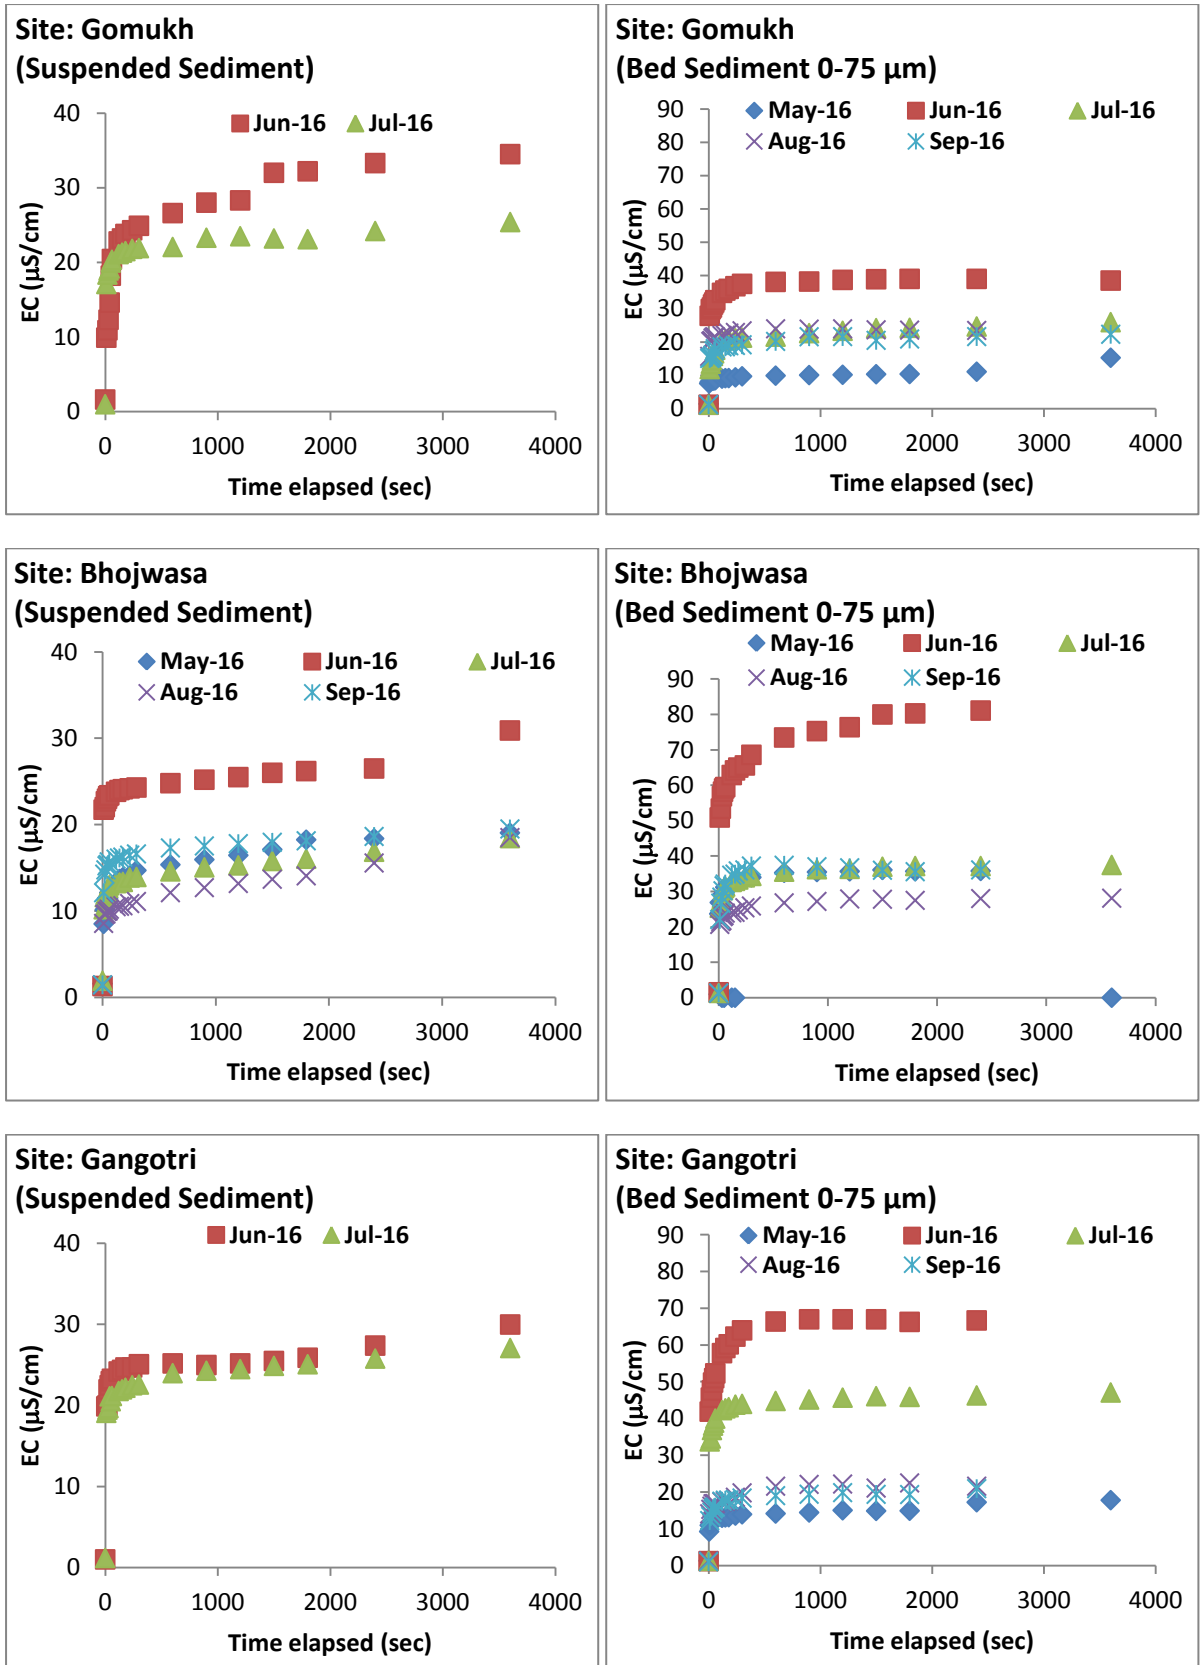 Site: Gomukh
(Suspended Sediment)
Jun-16 Jul-16
40
30
20
10
0
EC (µS/cm)
0 1000 2000 3000 4000
Time elapsed (sec)
Site: Gomukh
(Bed Sediment 0-75 µm)
May-16 Jun-16 Jul-16
Aug-16 Sep-16
90
80
70
60
50
40
30
20
10
0
EC (µS/cm)
0 1000 2000 3000 4000
Time elapsed (sec)
Site: Bhojwasa
(Suspended Sediment)
May-16 Jun-16 Jul-16
Aug-16 Sep-16
40
30
20
10
0
EC (µS/cm)
0 1000 2000 3000 4000
Time elapsed (sec)
Site: Bhojwasa
(Bed Sediment 0-75 µm)
May-16 Jun-16 Jul-16
Aug-16 Sep-16
90
80
70
60
50
40
30
20
10
0
EC (µS/cm)
0 1000 2000 3000 4000
Time elapsed (sec)
Site: Gangotri
(Suspended Sediment)
Jun-16 Jul-16
40
30
20
10
0
EC (µS/cm)
0 1000 2000 3000 4000
Time elapsed (sec)
Site: Gangotri
(Bed Sediment 0-75 µm)
May-16 Jun-16 Jul-16
Aug-16 Sep-16
90
80
70
60
50
40
30
20
10
0
EC (µS/cm)
0 1000 2000 3000 4000
Time elapsed (sec)